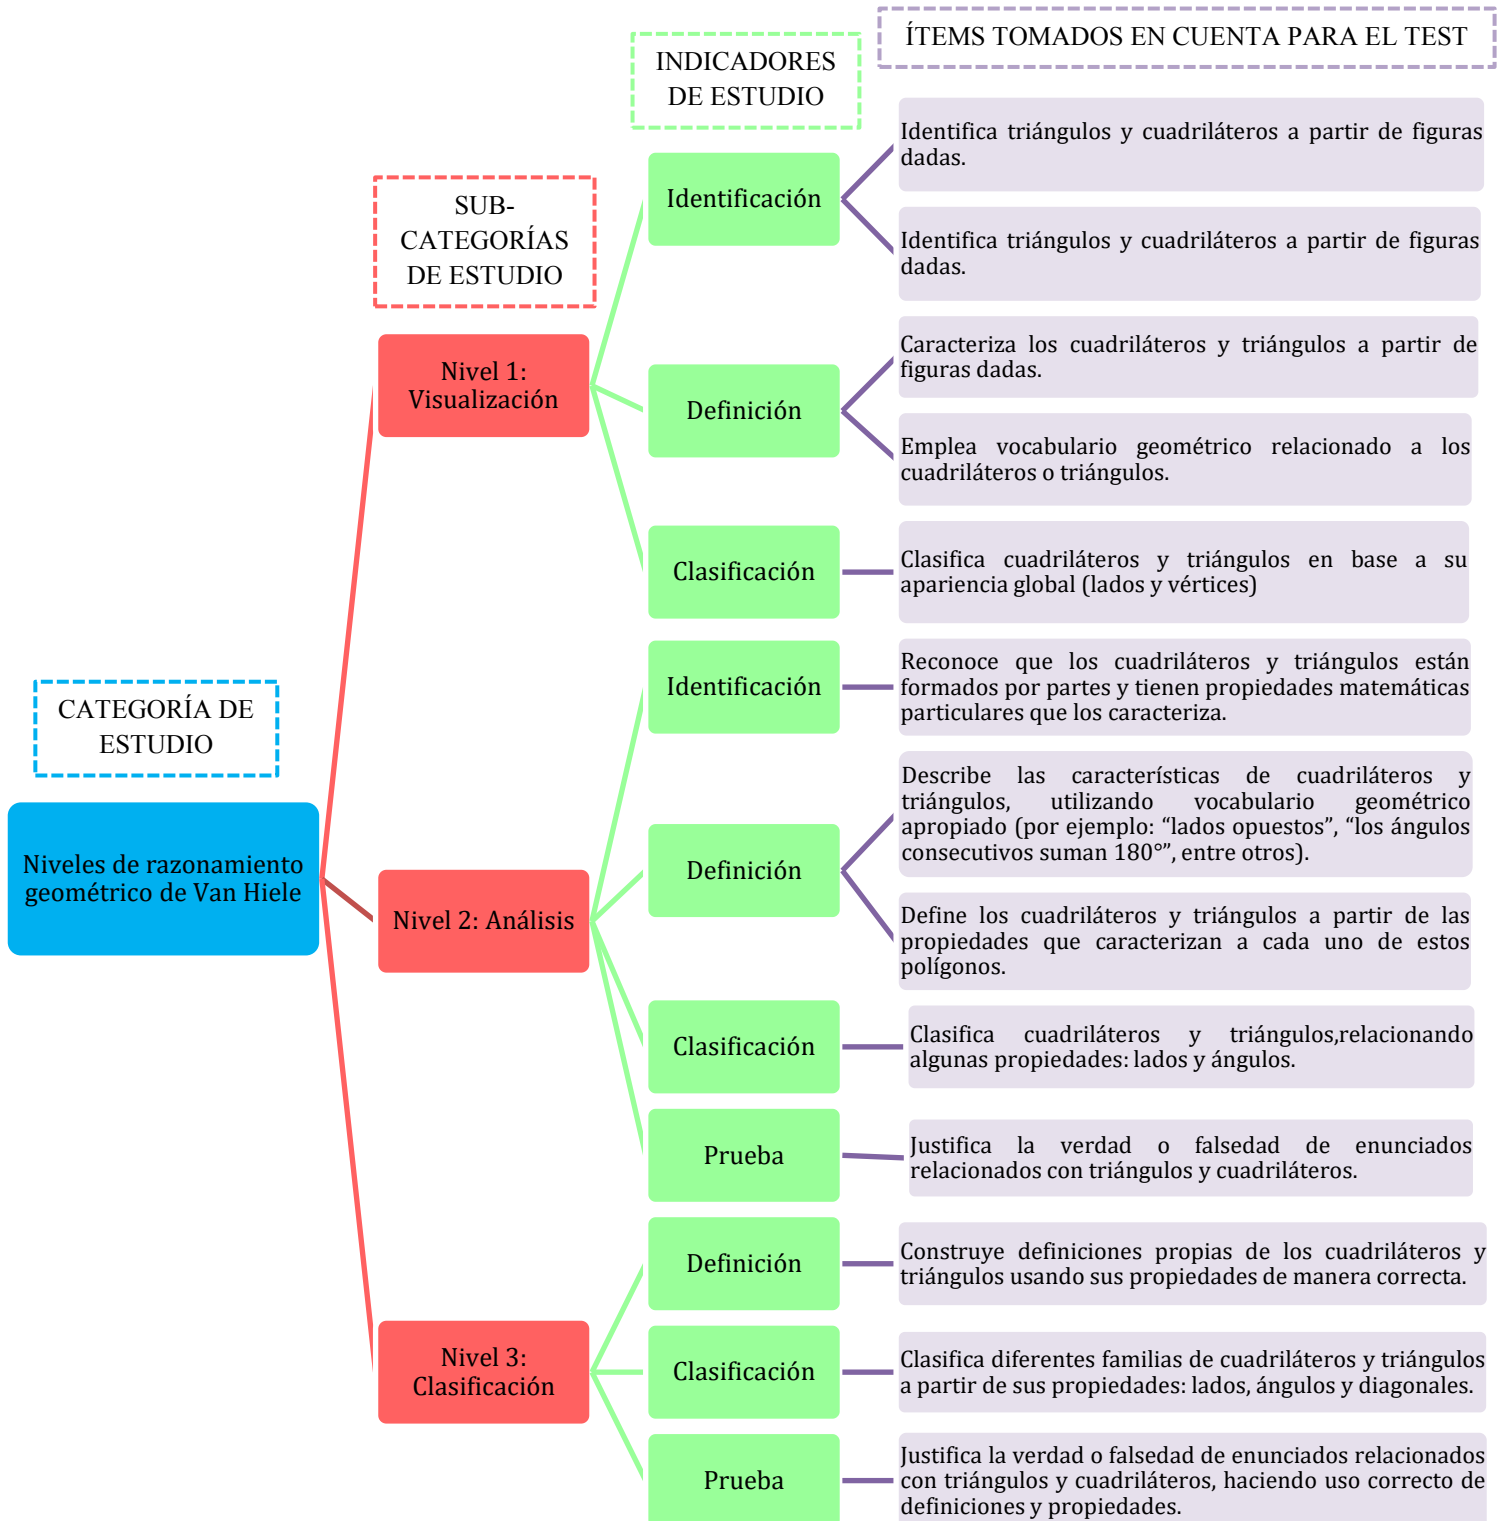 ÍTEMS TOMADOS EN CUENTA PARA EL TEST
INDICADORES
DE ESTUDIO
SUB-
CATEGORÍAS
DE ESTUDIO
CATEGORÍA DE
ESTUDIO
Niveles de razonamiento
geométrico de Van Hiele
Nivel 1:
Visualización
Identificación
Identifica triángulos y cuadriláteros a partir de figuras
dadas.
Identifica triángulos y cuadriláteros a partir de figuras
dadas.
Definición
Caracteriza los cuadriláteros y triángulos a partir de
figuras dadas.
Emplea vocabulario geométrico relacionado a los
cuadriláteros o triángulos.
Clasificación
Clasifica cuadriláteros y triángulos en base a su
apariencia global (lados y vértices)
Nivel 2: Análisis
Identificación
Reconoce que los cuadriláteros y triángulos están
formados por partes y tienen propiedades matemáticas
particulares que los caracteriza.
Definición
Describe las características de cuadriláteros y
triángulos, utilizando vocabulario geométrico
apropiado (por ejemplo: “lados opuestos”, “los ángulos
consecutivos suman 180°”, entre otros).
Define los cuadriláteros y triángulos a partir de las
propiedades que caracterizan a cada uno de estos
polígonos.
Clasificación
Clasifica cuadriláteros y triángulos,relacionando
algunas propiedades: lados y ángulos.
Prueba
Justifica la verdad o falsedad de enunciados
relacionados con triángulos y cuadriláteros.
Nivel 3:
Clasificación
Definición
Construye definiciones propias de los cuadriláteros y
triángulos usando sus propiedades de manera correcta.
Clasificación
Clasifica diferentes familias de cuadriláteros y triángulos
a partir de sus propiedades: lados, ángulos y diagonales.
Prueba
Justifica la verdad o falsedad de enunciados relacionados
con triángulos y cuadriláteros, haciendo uso correcto de
definiciones y propiedades.